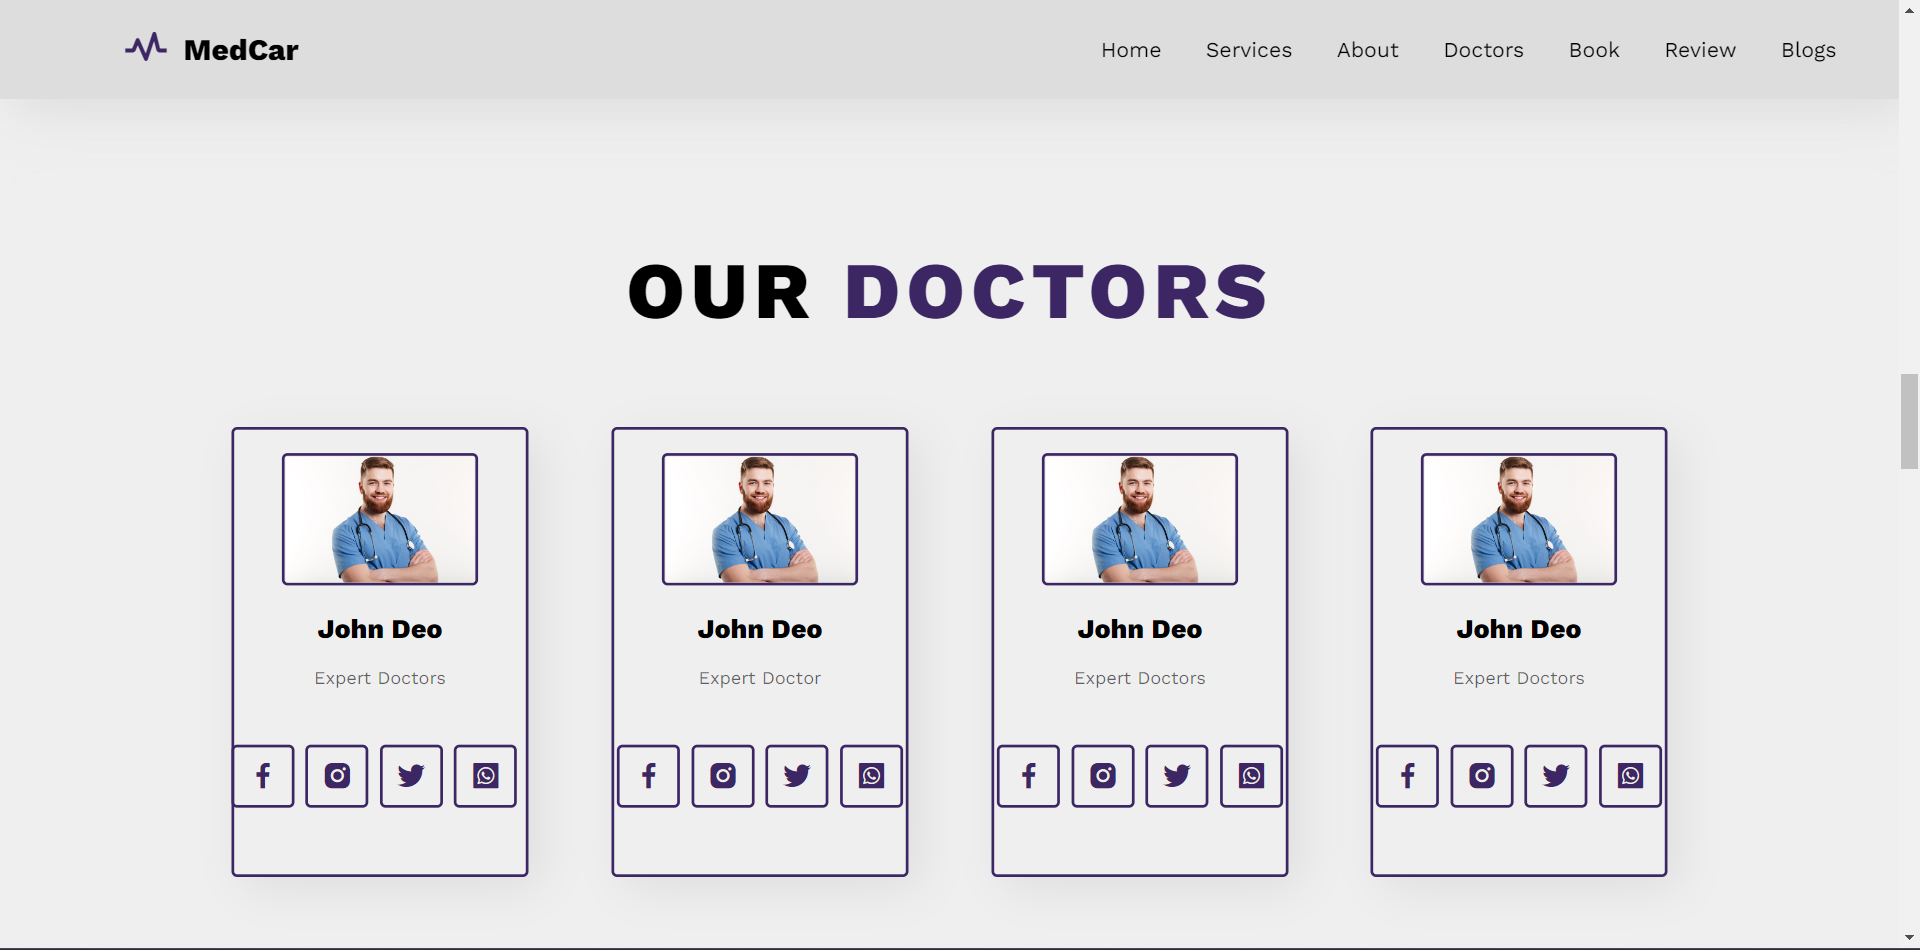 MedCar
Home Services About Doctors Book Review Blogs
OUR DOCTORS
John Deo John Deo John Deo John Deo
Expert Doctors Expert Doctor Expert Doctors Expert Doctors